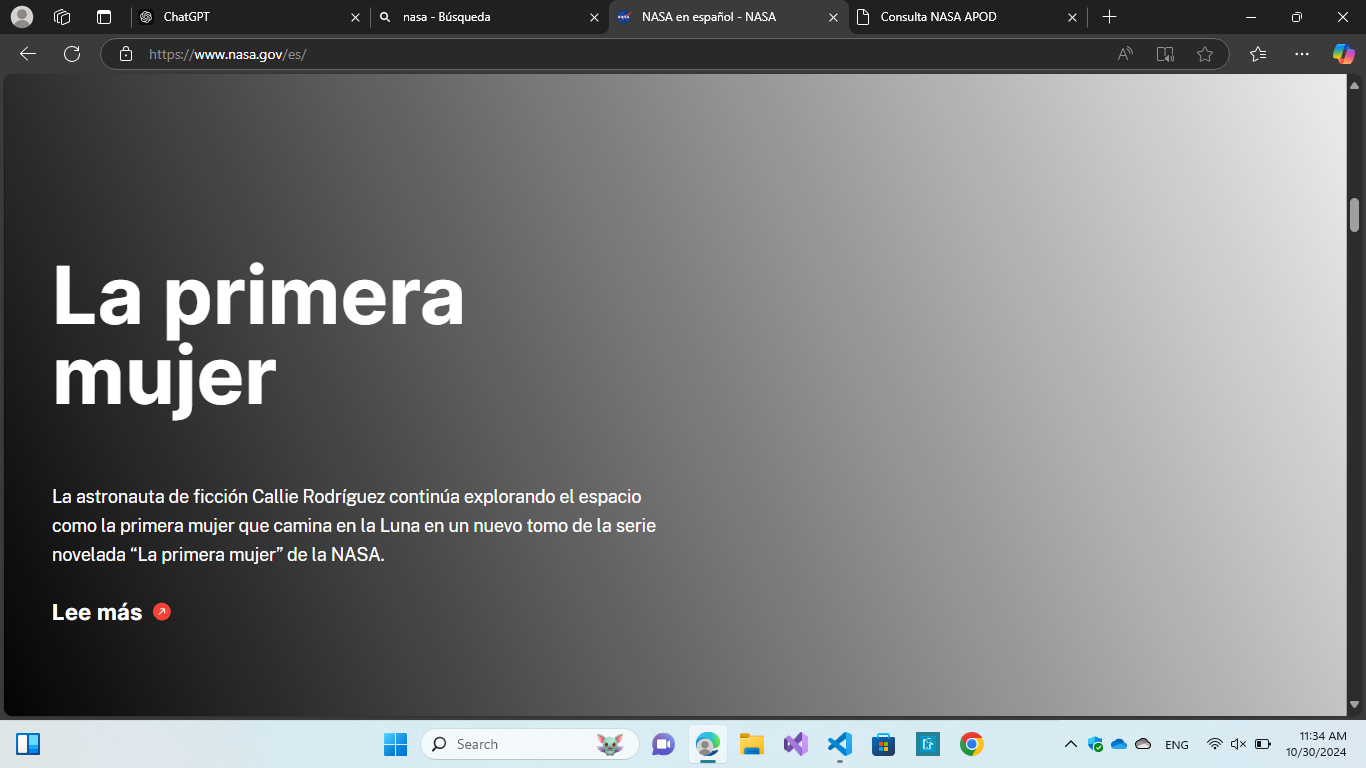 ChatGPT
nasa - Búsqueda
NASA en español - NASA
Consulta NASA APOD
https://www.nasa.gov/es/
La primera
mujer
La astronauta de ficción Callie Rodríguez continúa explorando el espacio
como la primera mujer que camina en la Luna en un nuevo tomo de la serie
novelada “La primera mujer” de la NASA.
Lee más
Search
ENG
11:34 AM
10/30/2024